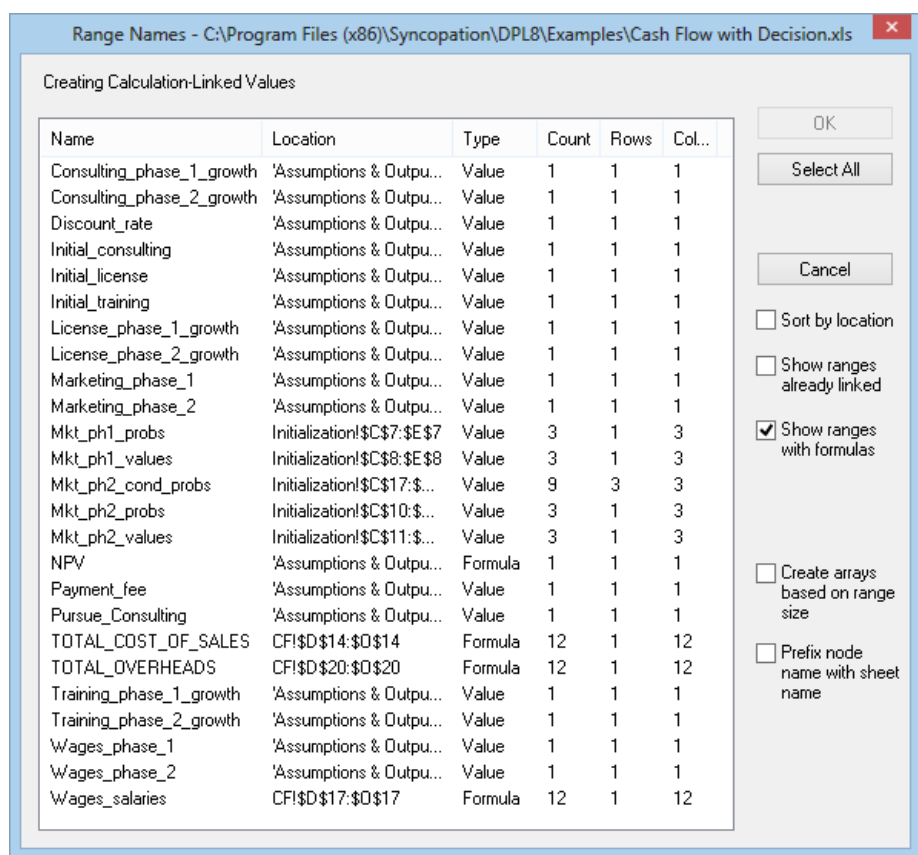 Range Names - C:\Program Files (x86)\Syncopation\DPL8\Examples\Cash Flow with Decision.xls
Creating Calculation-Linked Values
Name Location Type Count Rows Col...
Consulting_phase_1_growth 'Assumptions & Outpu... Value 1 1 1
Consulting_phase_2_growth 'Assumptions & Outpu... Value 1 1 1
Discount_rate 'Assumptions & Outpu... Value 1 1 1
Initial_consulting 'Assumptions & Outpu... Value 1 1 1
Initial_license 'Assumptions & Outpu... Value 1 1 1
Initial_training 'Assumptions & Outpu... Value 1 1 1
License_phase_1_growth 'Assumptions & Outpu... Value 1 1 1
License_phase_2_growth 'Assumptions & Outpu... Value 1 1 1
Marketing_phase_1 'Assumptions & Outpu... Value 1 1 1
Marketing_phase_2 'Assumptions & Outpu... Value 1 1 1
Mkt_ph1_probs Initialization!$C$7:$E$7 Value 3 1 3
Mkt_ph1_values Initialization!$C$8:$E$8 Value 3 1 3
Mkt_ph2_cond_probs Initialization!$C$17:$... Value 9 3 3
Mkt_ph2_probs Initialization!$C$10:$... Value 3 1 3
Mkt_ph2_values Initialization!$C$11:$... Value 3 1 3
NPV 'Assumptions & Outpu... Formula 1 1 1
Payment_fee 'Assumptions & Outpu... Value 1 1 1
Pursue_Consulting 'Assumptions & Outpu... Value 1 1 1
TOTAL_COST_OF_SALES CF!$D$14:$O$14 Formula 12 1 12
TOTAL_OVERHEADS CF!$D$20:$O$20 Formula 12 1 12
Training_phase_1_growth 'Assumptions & Outpu... Value 1 1 1
Training_phase_2_growth 'Assumptions & Outpu... Value 1 1 1
Wages_phase_1 'Assumptions & Outpu... Value 1 1 1
Wages_phase_2 'Assumptions & Outpu... Value 1 1 1
Wages_salaries CF!$D$17:$O$17 Formula 12 1 12
OK
Select All
Cancel
Sort by location
Show ranges
already linked
Show ranges
with formulas
Create arrays
based on range
size
Prefix node
name with sheet
name